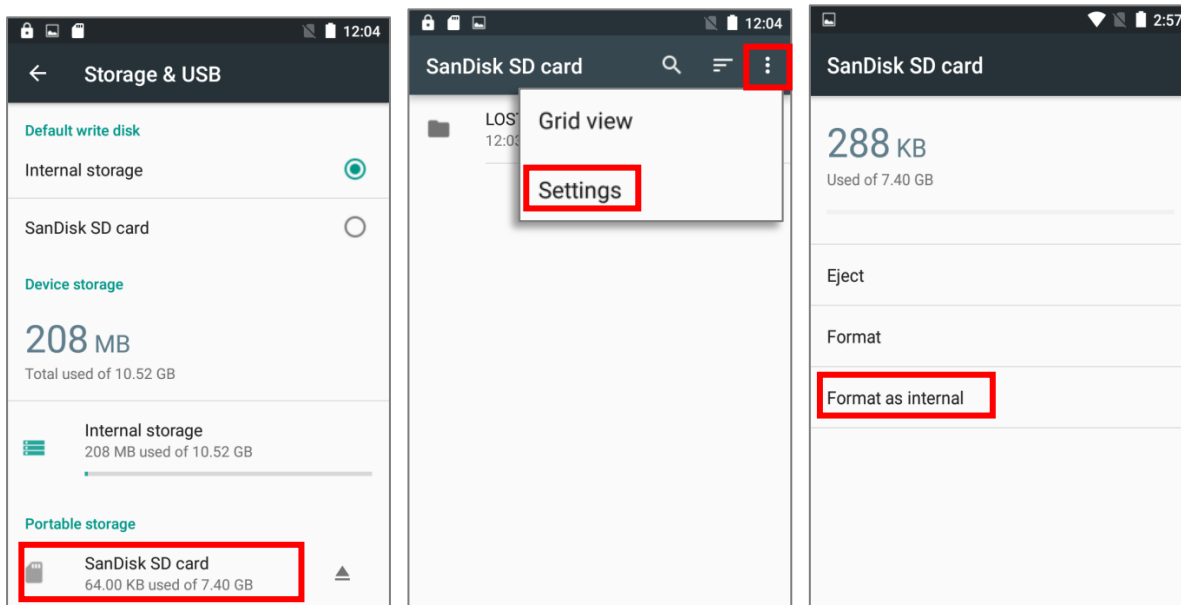 12:04
Storage & USB
Default write disk
Internal storage
SanDisk SD card
Device storage
208 MB
Total used of 10.52 GB
Internal storage
208 MB used of 10.52 GB
Portable storage
SanDisk SD card
64.00 KB used of 7.40 GB
12:04
SanDisk SD card
LOS
12:03
Grid view
Settings
2:57
SanDisk SD card
288 KB
Used of 7.40 GB
Eject
Format
Format as internal